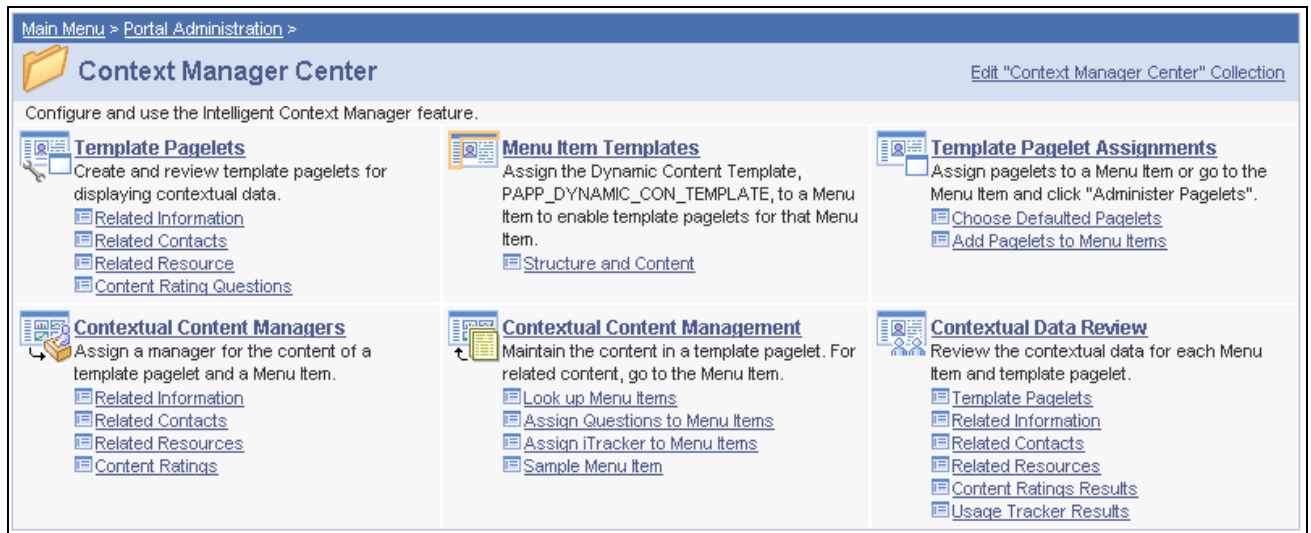 Main Menu > Portal Administration >
Context Manager Center
Edit "Context Manager Center" Collection
Configure and use the Intelligent Context Manager feature.
Template Pagelets
Create and review template pagelets for
displaying contextual data.
Related Information
Related Contacts
Related Resource
Content Rating Questions
Menu Item Templates
Assign the Dynamic Content Template,
PAPP_DYNAMIC_CON_TEMPLATE, to a Menu
Item to enable template pagelets for that Menu
Item.
Structure and Content
Template Pagelet Assignments
Assign pagelets to a Menu Item or go to the
Menu Item and click "Administer Pagelets".
Choose Defaulted Pagelets
Add Pagelets to Menu Items
Contextual Content Managers
Assign a manager for the content of a
template pagelet and a Menu Item.
Related Information
Related Contacts
Related Resources
Content Ratings
Contextual Content Management
Maintain the content in a template pagelet. For
related content, go to the Menu Item.
Look up Menu Items
Assign Questions to Menu Items
Assign iTracker to Menu Items
Sample Menu Item
Contextual Data Review
Review the contextual data for each Menu
Item and template pagelet.
Template Pagelets
Related Information
Related Contacts
Related Resources
Content Ratings Results
Usage Tracker Results